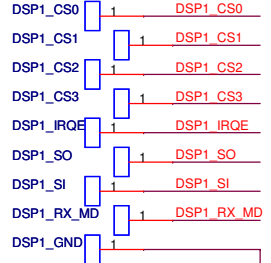 DSP1_CS0 1 DSP1_CS0
DSP1_CS1 1 DSP1_CS1
DSP1_CS2 1 DSP1_CS2
DSP1_CS3 1 DSP1_CS3
DSP1_IRQE 1 DSP1_IRQE
DSP1_SO 1 DSP1_SO
DSP1_SI 1 DSP1_SI
DSP1_RX_MD 1 DSP1_RX_MD
DSP1_GND 1